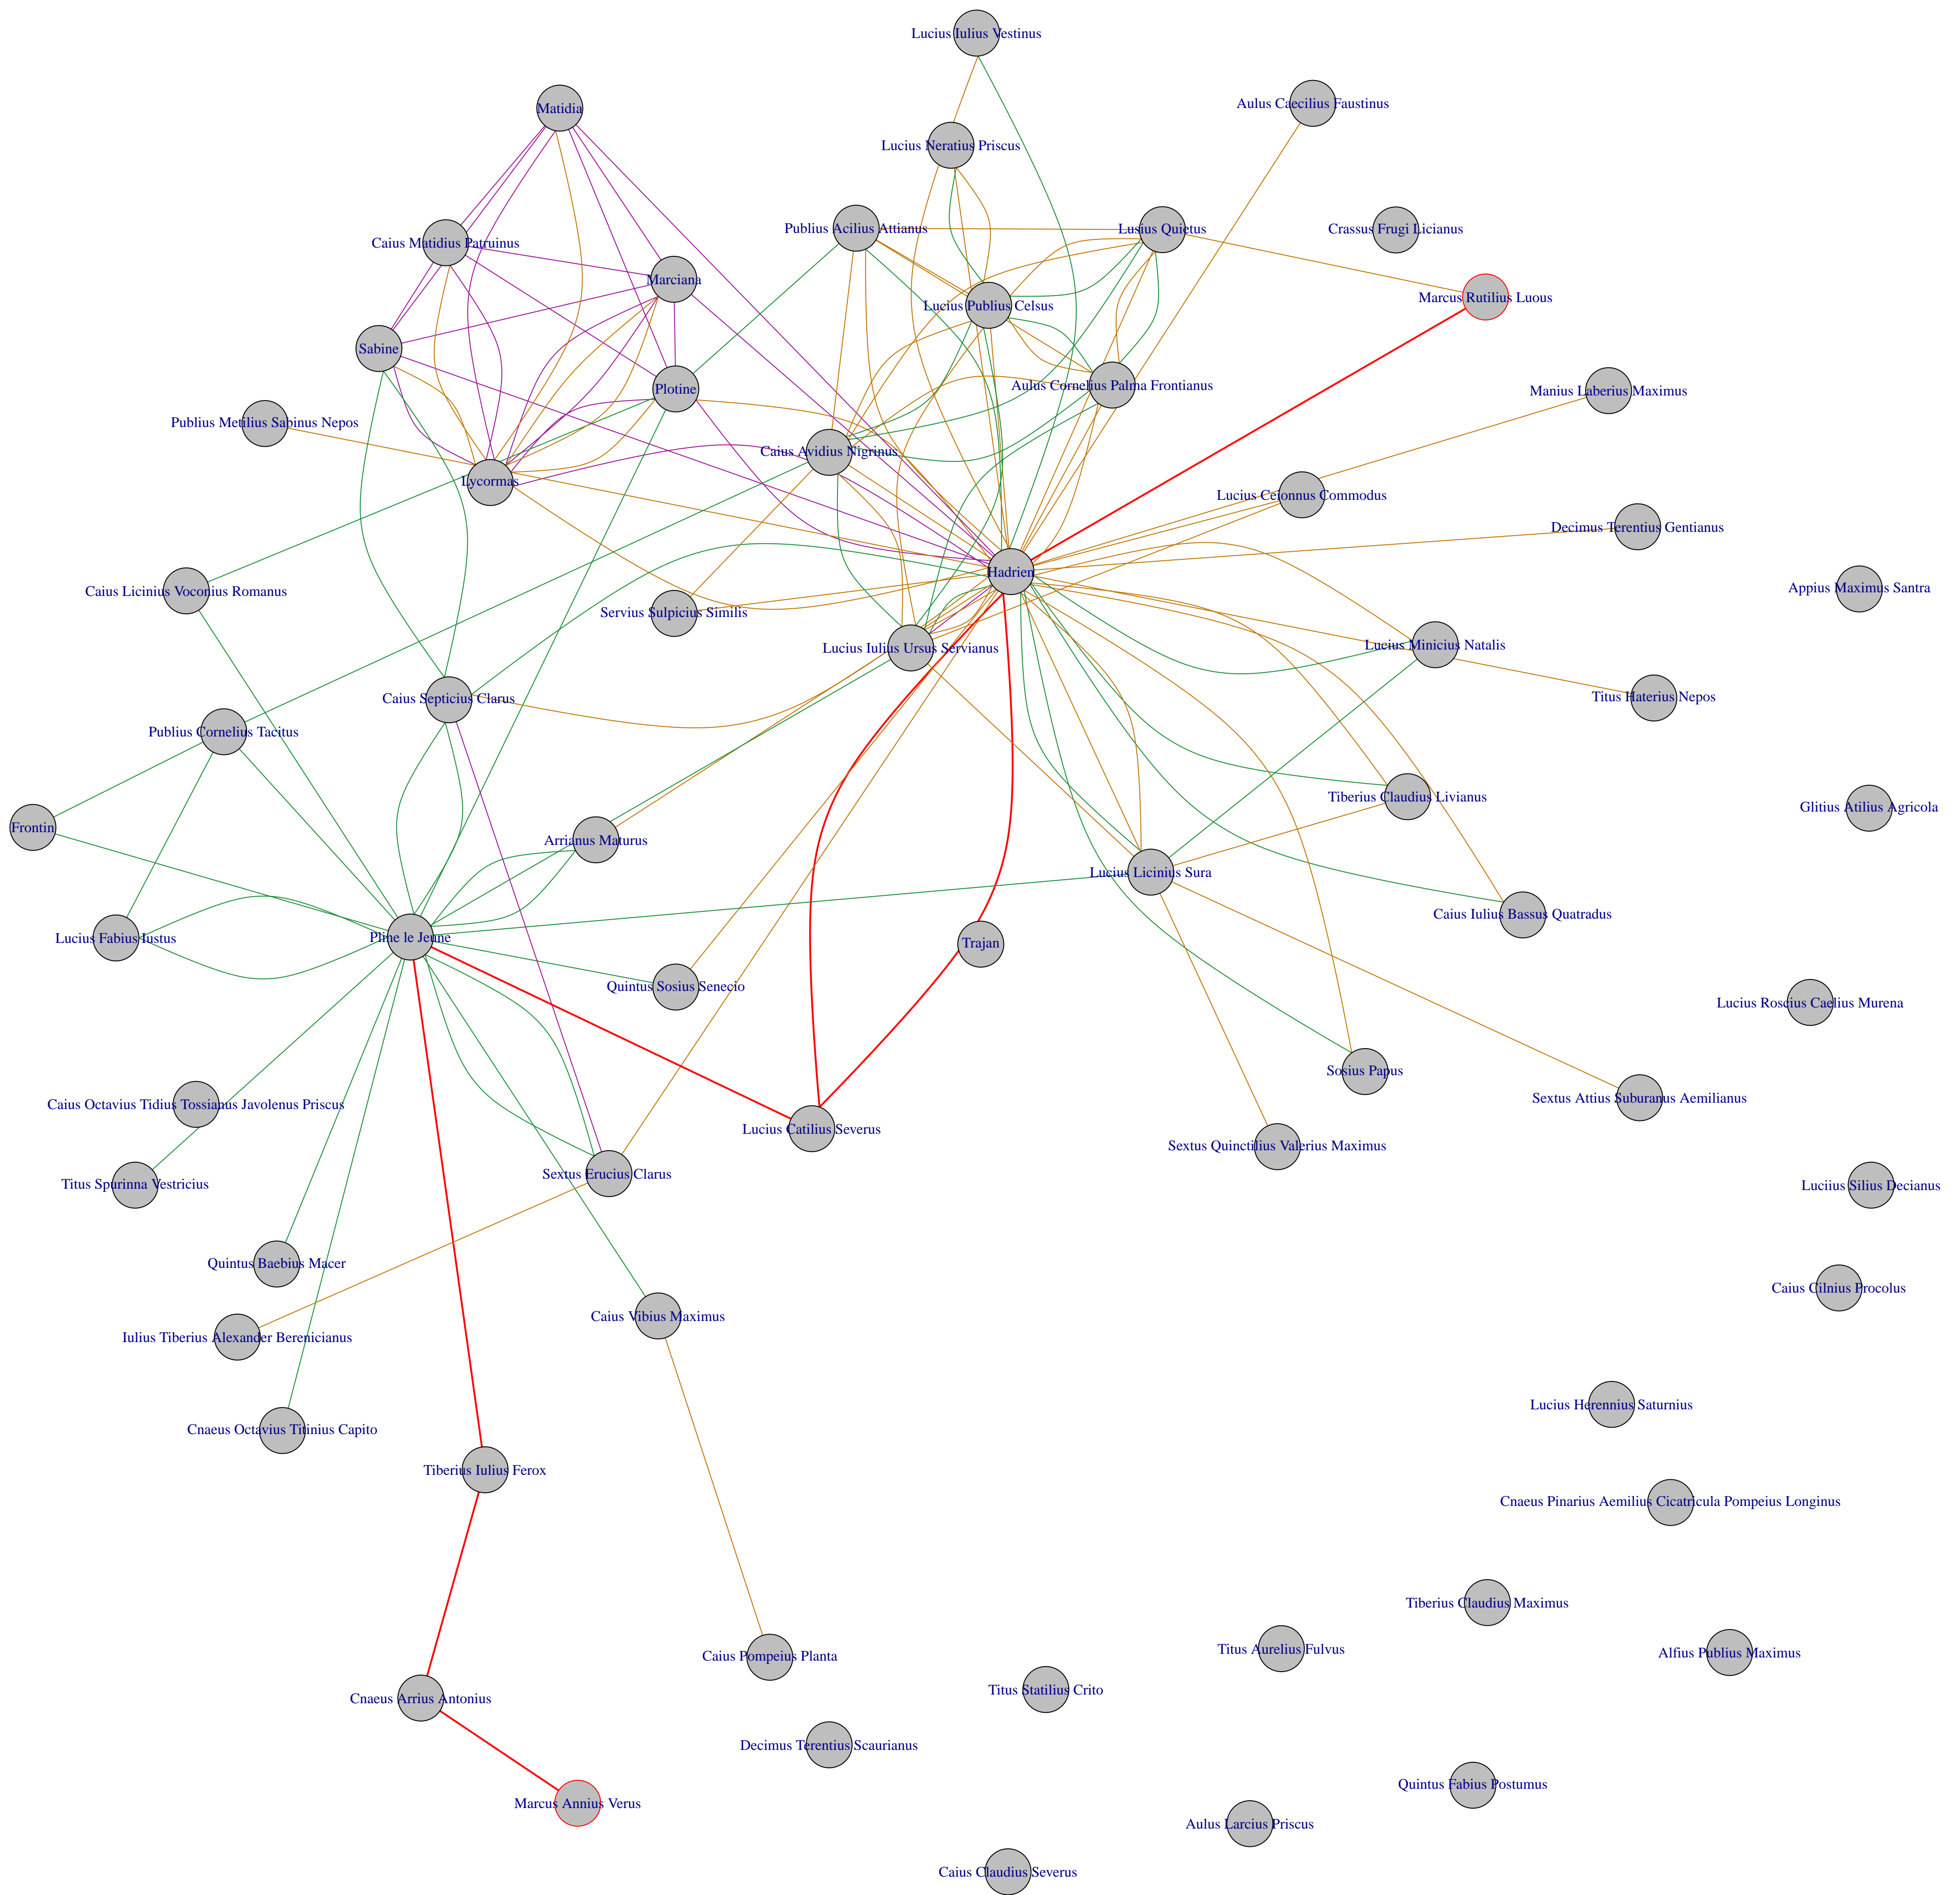 Lucius Iulius Vestinus
Aulus Caecilius Faustinus
Matidia
Lucius Neratius Priscus
Publius Acilius Attianus
Lusius Quietus
Crassus Frugi Licianus
Caius Matidius Patruinus
Marciana
Marcus Rutilius Luous
Lucius Publius Celsus
Sabine
Plotine
Aulus Cornelius Palma Frontianus
Manius Laberius Maximus
Publius Metilius Sabinus Nepos
Caius Avidius Nigrinus
Lycormas
Lucius Ceionnus Commodus
Decimus Terentius Gentianus
Hadrien
Caius Licinius Voconius Romanus
Appius Maximus Santra
Servius Sulpicius Similis
Lucius Iulius Ursus Servianus
Lucius Minicius Natalis
Caius Septicius Clarus
Titus Haterius Nepos
Publius Cornelius Tacitus
Tiberius Claudius Livianus
Glitius Atilius Agricola
Frontin
Arrianus Maturus
Lucius Licinius Sura
Caius Iulius Bassus Quatradus
Lucius Fabius Iustus
Pline le Jeune
Trajan
Quintus Sosius Senecio
Lucius Roscius Caelius Murena
Sosius Papus
Sextus Attius Suburanus Aemilianus
Caius Octavius Tidius Tossianus Javolenus Priscus
Lucius Catilius Severus
Sextus Quinctilius Valerius Maximus
Sextus Erucius Clarus
Titus Spurinna Vestricius
Luciius Silius Decianus
Quintus Baebius Macer
Caius Cilnius Procolus
Caius Vibius Maximus
Iulius Tiberius Alexander Berenicianus
Lucius Herennius Saturnius
Cnaeus Octavius Titinius Capito
Tiberius Iulius Ferox
Cnaeus Pinarius Aemilius Cicatricula Pompeius Longinus
Tiberius Claudius Maximus
Titus Aurelius Fulvus
Alfius Publius Maximus
Caius Pompeius Planta
Titus Statilius Crito
Cnaeus Arrius Antonius
Decimus Terentius Scaurianus
Quintus Fabius Postumus
Marcus Annius Verus
Aulus Larcius Priscus
Caius Claudius Severus